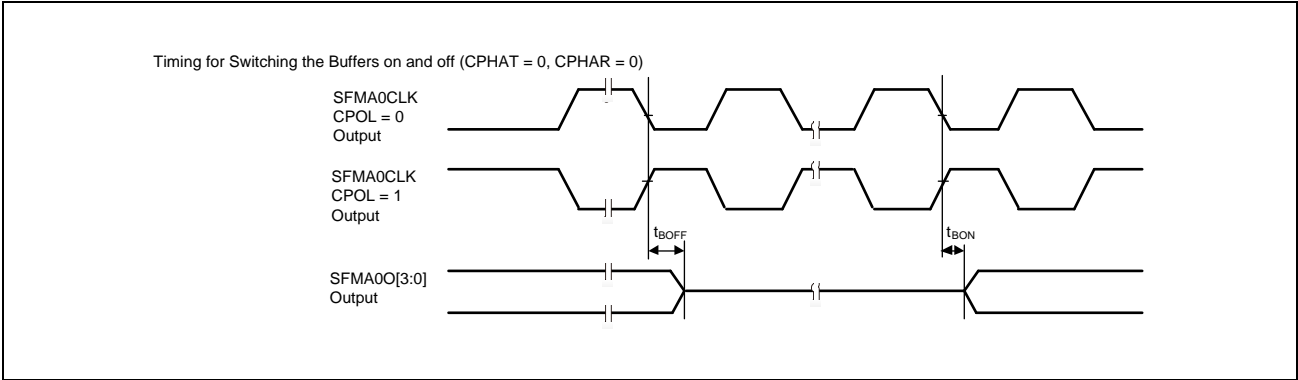 Timing for Switching the Buffers on and off (CPHAT = 0, CPHAR = 0)
SFMA0CLK
CPOL = 0
Output
SFMA0CLK
CPOL = 1
Output
tBOFF
tBON
SFMA0O[3:0]
Output